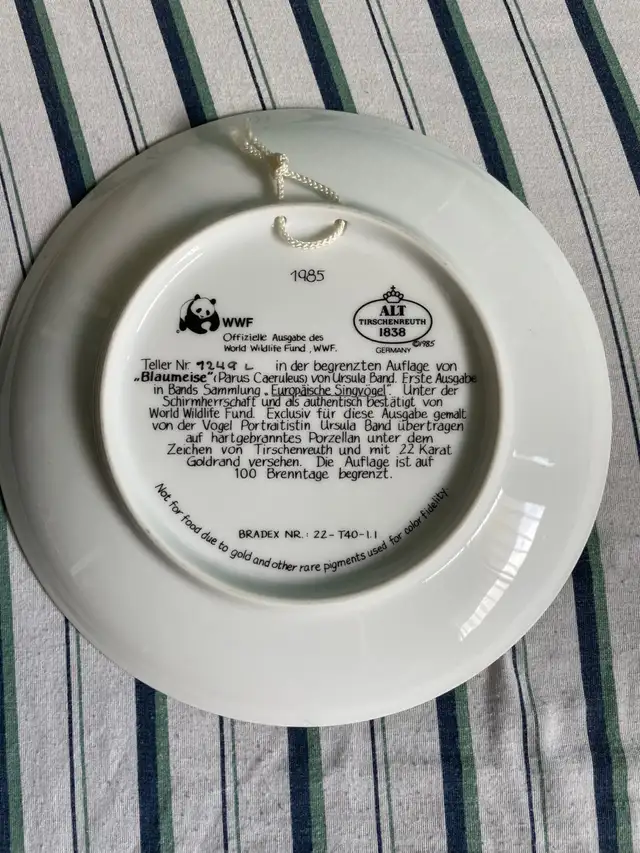 1985
WWF
Offizielle Ausgabe des
World Wildlife Fund, WWF.
ALT
TIRSCHENREUTH
1838
©1985
GERMANY
Teller Nr. 1249 L in der begrenzten Auflage von
„Blaumeise" (Parus Caeruleus) von Ursula Band. Erste Ausgabe
in Bands Sammlung „Europäische Singvögel". Unter der
Schirmherrschaft und als authentisch bestätigt von
World Wildlife Fund. Exclusiv für diese Ausgabe gemalt
von der Vogel Portraitistin Ursula Band übertragen
auf hartgebranntes Porzellan unter dem
Zeichen von Tirschenreuth und mit 22 Karat
Goldrand versehen. Die Auflage ist auf
100 Brenntage begrenzt.
BRADEX NR.: 22-T40-1.1
Not for food due to gold and other rare pigments used for color fidelity